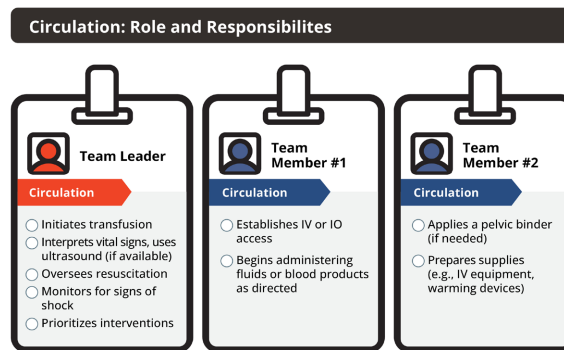 Circulation: Role and Responsibilites
Team Leader
Circulation
Initiates transfusion
Interprets vital signs, uses
ultrasound (if available)
Oversees resuscitation
Monitors for signs of
shock
Prioritizes interventions
Team
Member #1
Circulation
Establishes IV or IO
access
Begins administering
fluids or blood products
as directed
Team
Member #2
Circulation
Applies a pelvic binder
(if needed)
Prepares supplies
(e.g., IV equipment,
warming devices)